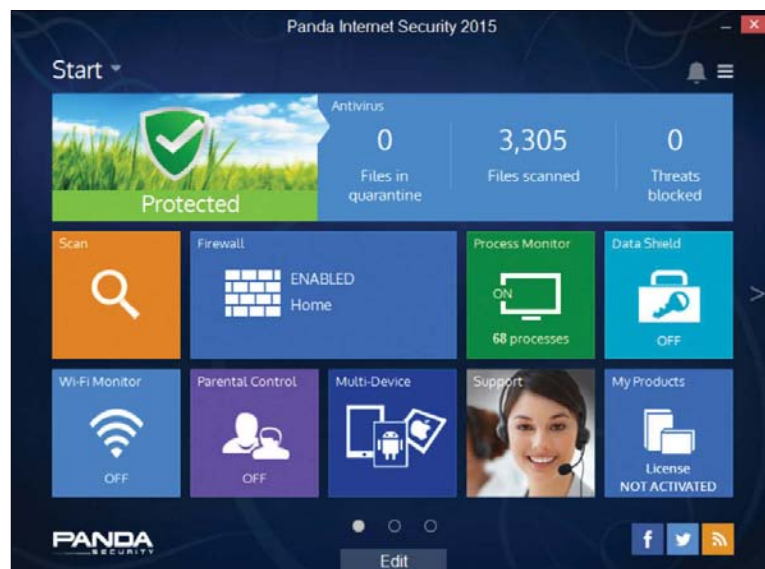 Panda Internet Security 2015
Start
Antivirus
0
Files in
quarantine
3,305
Files scanned
0
Threats
blocked
Protected
Scan
Firewall
ENABLED
Home
Process Monitor
ON
68 processes
Data Shield
OFF
Wi-Fi Monitor
OFF
Parental Control
OFF
Multi-Device
Support
My Products
License
NOT ACTIVATED
PANDA
SECURITY
Edit